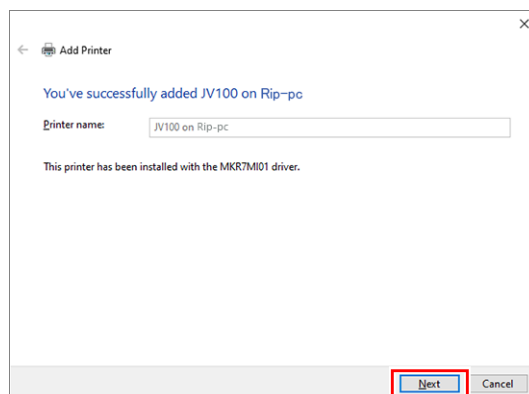 Add Printer
You've successfully added JV100 on Rip-pc
Printer name:
JV100 on Rip-pc
This printer has been installed with the MKR7MI01 driver.
Next
Cancel